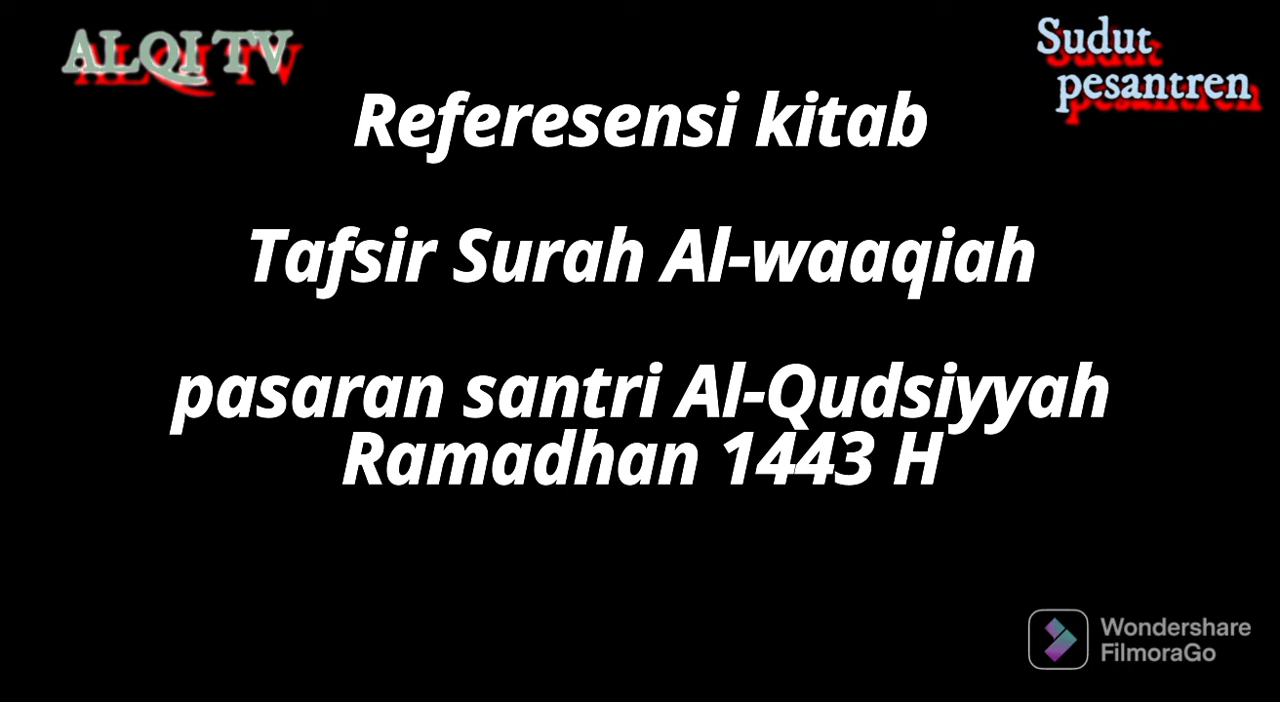 ALQI TV
Sudut
pesantren
Referesensi kitab
Tafsir Surah Al-waaqiah
pasaran santri Al-Qudsiyyah
Ramadhan 1443 H
Wondershare
FilmoraGo